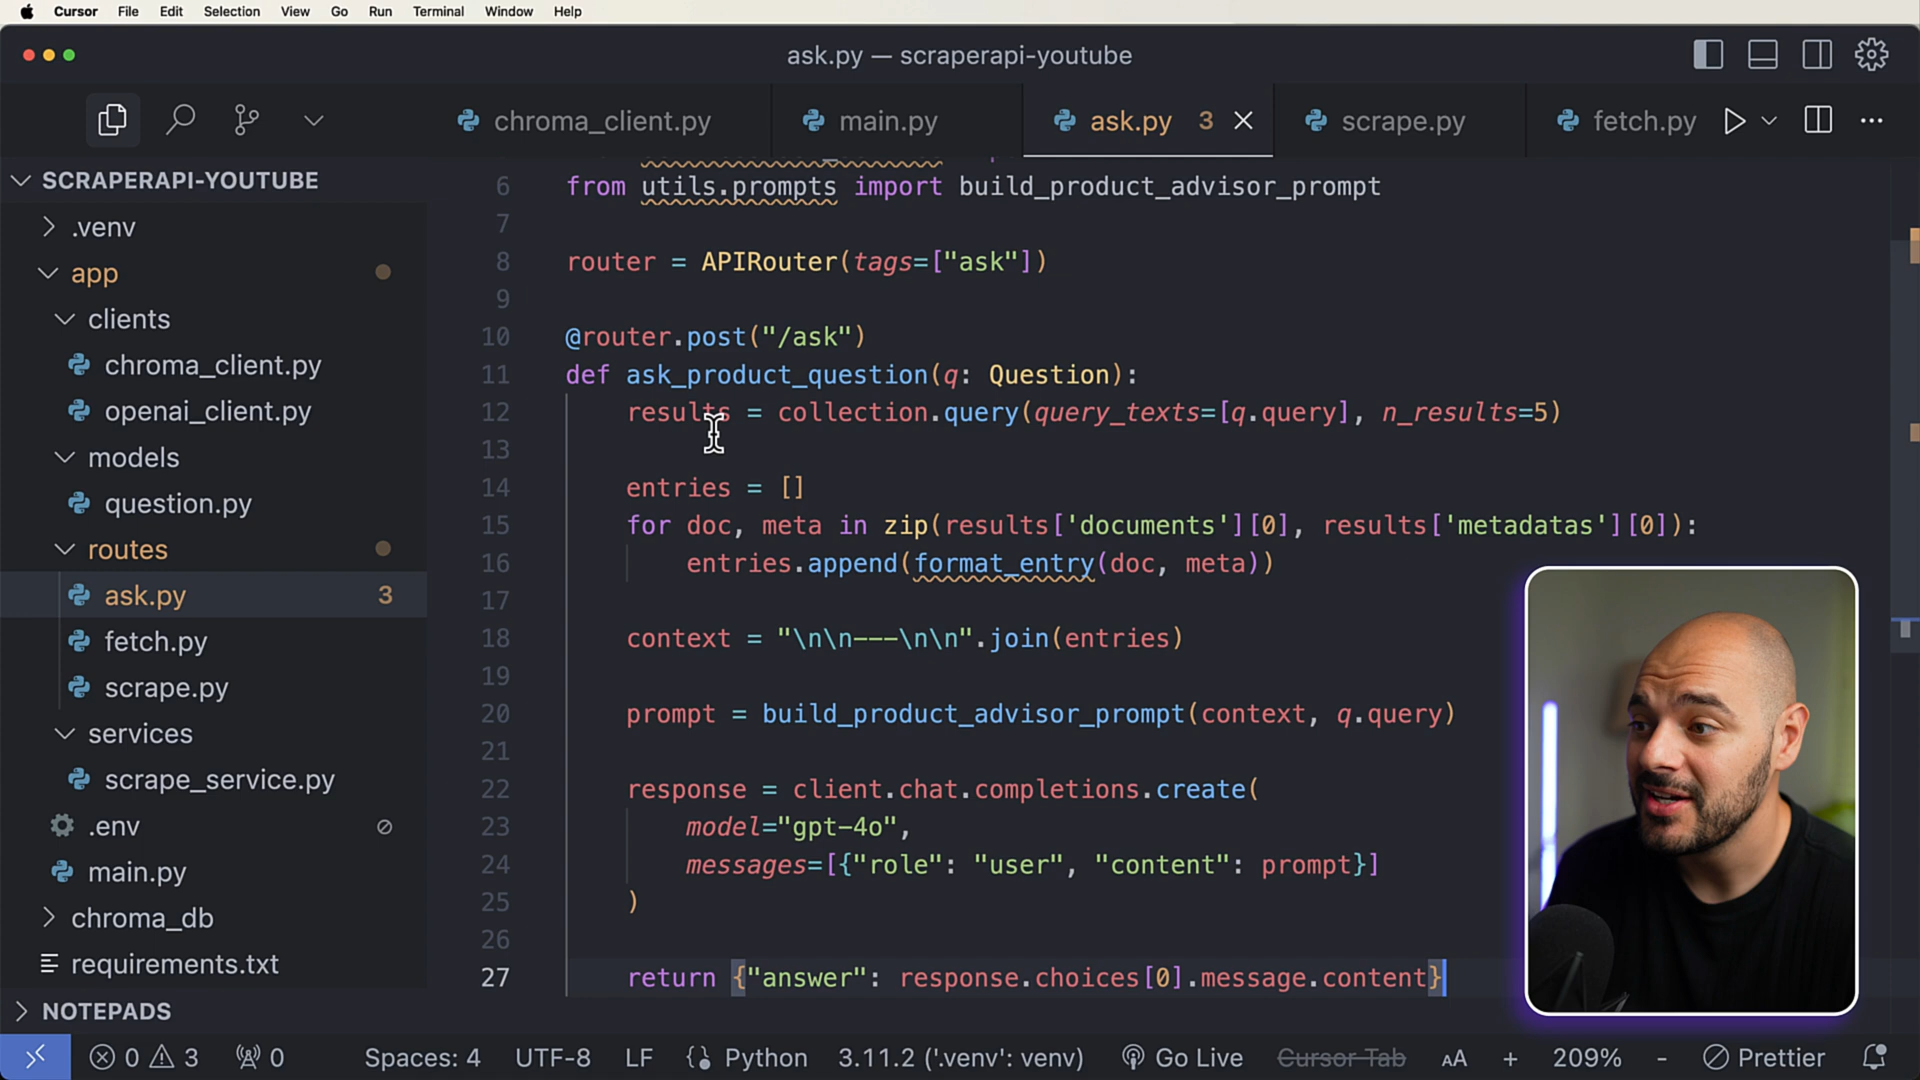 Cursor File Edit Selection View Go Run Terminal Window Help
ask.py — scraperapi-youtube
chroma_client.py main.py ask.py 3 scrape.py fetch.py
SCRAPERAPI-YOUTUBE
.venv
app
clients
chroma_client.py
openai_client.py
models
question.py
routes
ask.py 3
fetch.py
scrape.py
services
scrape_service.py
.env
main.py
chroma_db
requirements.txt
NOTEPADS
6 from utils.prompts import build_product_advisor_prompt
7
8 router = APIRouter(tags=["ask"])
9
10 @router.post("/ask")
11 def ask_product_question(q: Question):
12 results = collection.query(query_texts=[q.query], n_results=5)
13
14 entries = []
15 for doc, meta in zip(results['documents'][0], results['metadatas'][0]):
16 entries.append(format_entry(doc, meta))
17
18 context = "\n\n---\n\n".join(entries)
19
20 prompt = build_product_advisor_prompt(context, q.query)
21
22 response = client.chat.completions.create(
23 model="gpt-4o",
24 messages=[{"role": "user", "content": prompt}]
25 )
26
27 return {"answer": response.choices[0].message.content}
0 3 0 Spaces: 4 UTF-8 LF Python 3.11.2 ('.venv': venv) Go Live Cursor Tab AA + 209% - Prettier